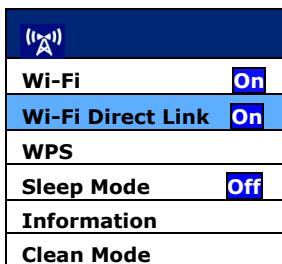 Wi-Fi On
Wi-Fi Direct Link On
WPS
Sleep Mode Off
Information
Clean Mode